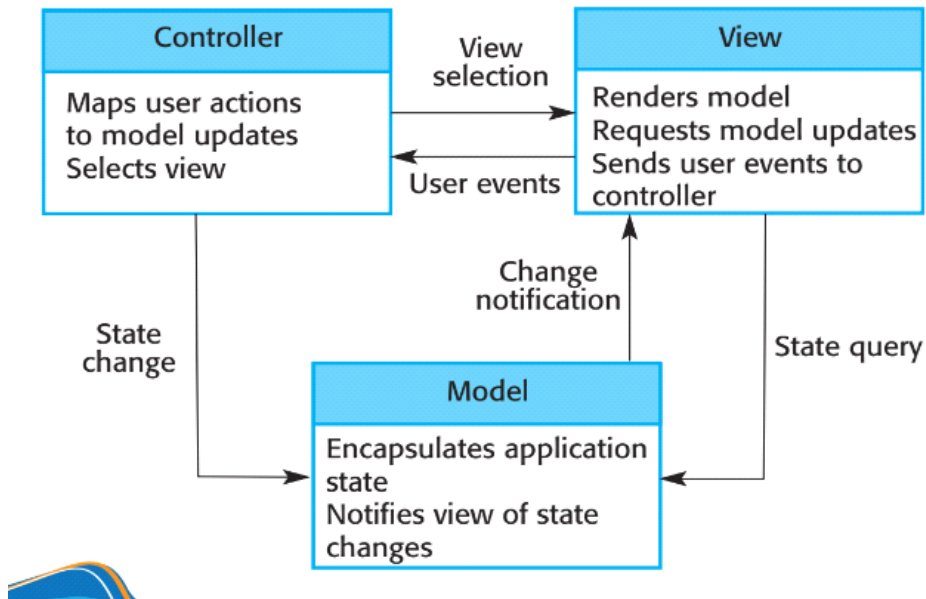 Controller
Maps user actions
to model updates
Selects view
View
selection
User events
View
Renders model
Requests model updates
Sends user events to
controller
State
change
Change
notification
State query
Model
Encapsulates application
state
Notifies view of state
changes